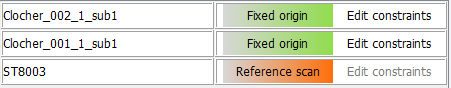 Clocher_002_1_sub1 Fixed origin Edit constraints
Clocher_001_1_sub1 Fixed origin Edit constraints
ST8003 Reference scan Edit constraints